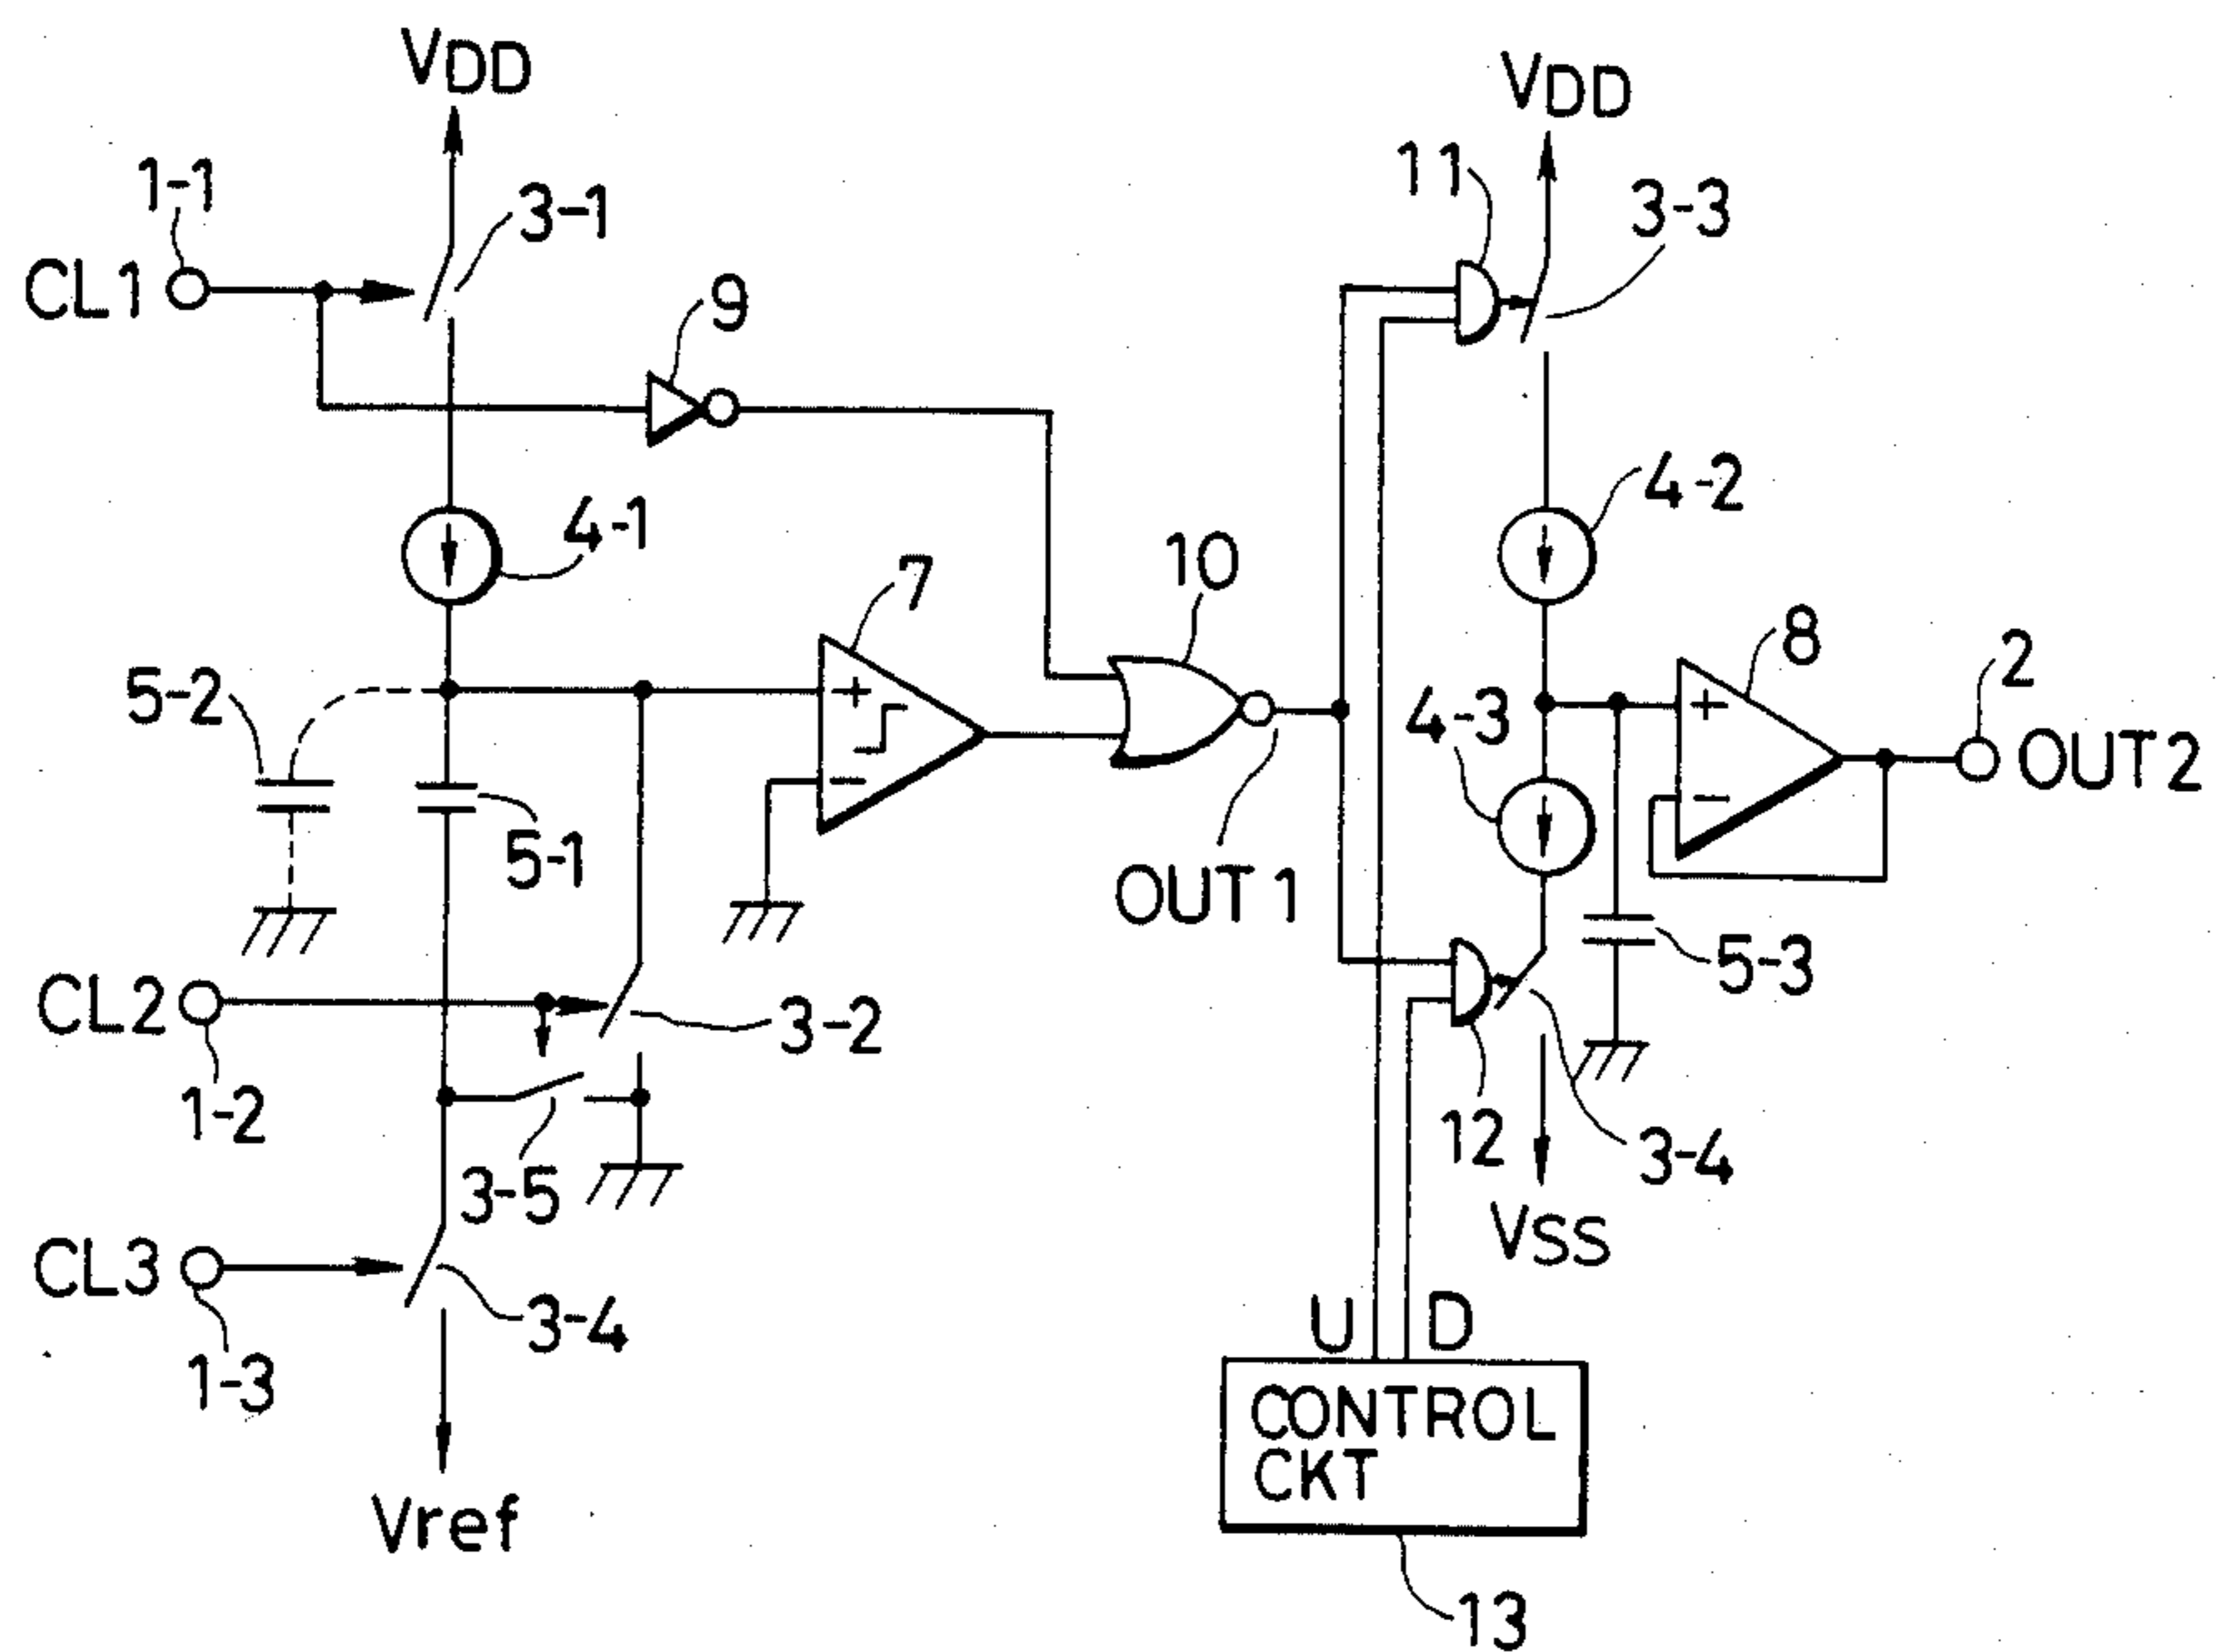 VDD
VDD
1-1
3-1
11
3-3
CL1
9
4-1
4-2
7
10
8
2
5-2
+
+
4-3
OUT2
−
−
5-1
OUT 1
5-3
CL2
3-2
1-2
12
3-4
3-5
VSS
CL3
3-4
U D
1-3
CONTROL
CKT
Vref
13